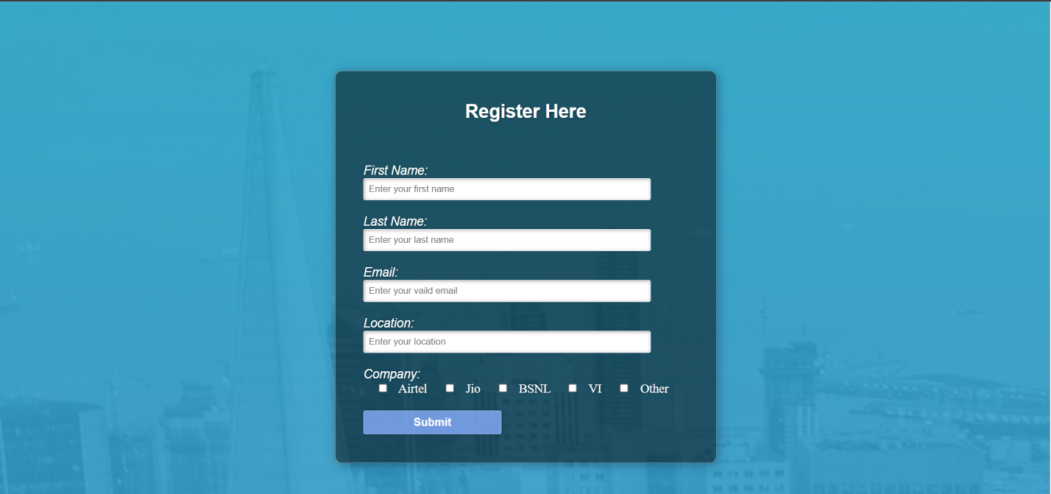 Register Here
First Name:
Enter your first name
Last Name:
Enter your last name
Email:
Enter your vaild email
Location:
Enter your location
Company:
Airtel Jio BSNL VI Other
Submit